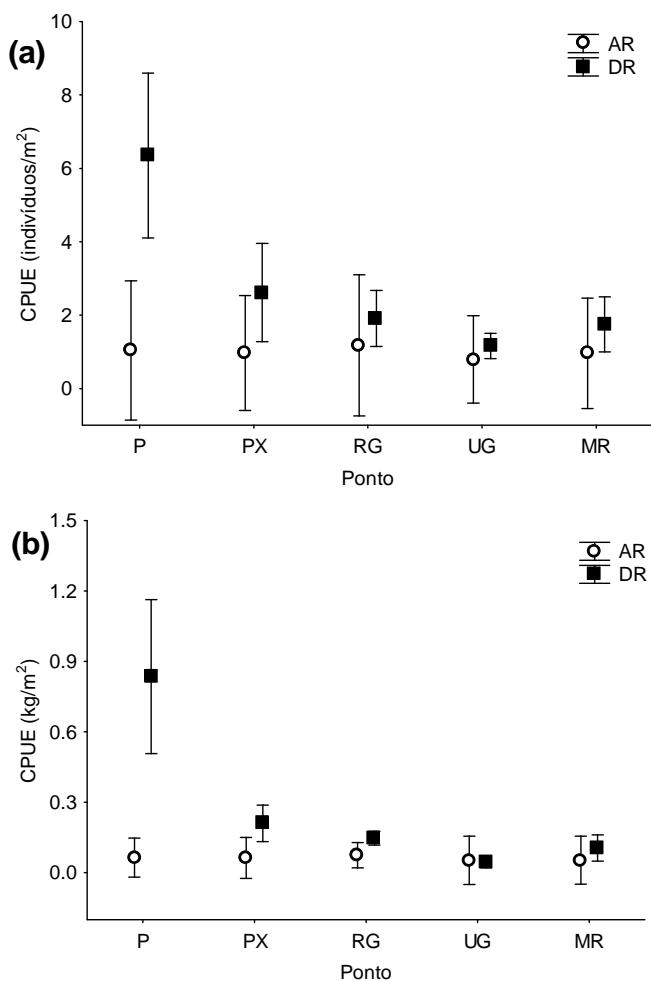 (a)
10
8
6
4
2
0
CPUE (indivíduos/m²)
AR
DR
P PX RG UG MR
Ponto
(b)
1.5
1.2
0.9
0.6
0.3
0.0
CPUE (kg/m²)
AR
DR
P PX RG UG MR
Ponto